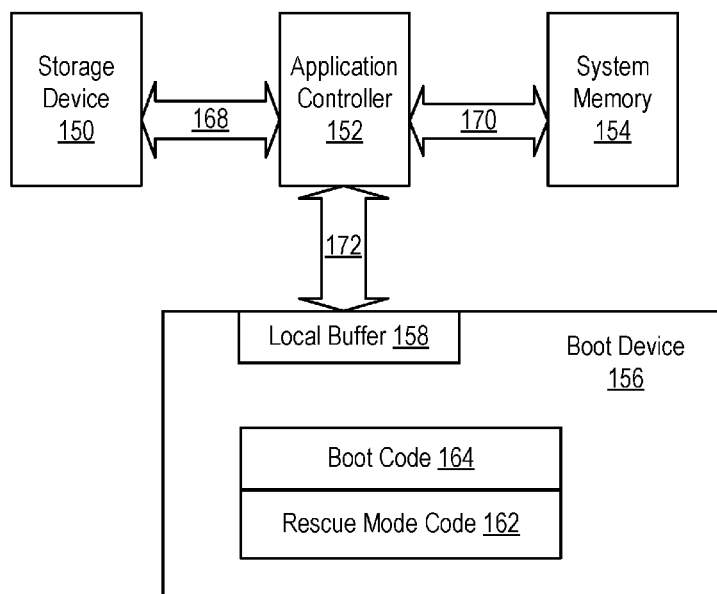 Storage
Device
150
168
Application
Controller
152
170
System
Memory
154
172
Local Buffer 158
Boot Device
156
Boot Code 164
Rescue Mode Code 162